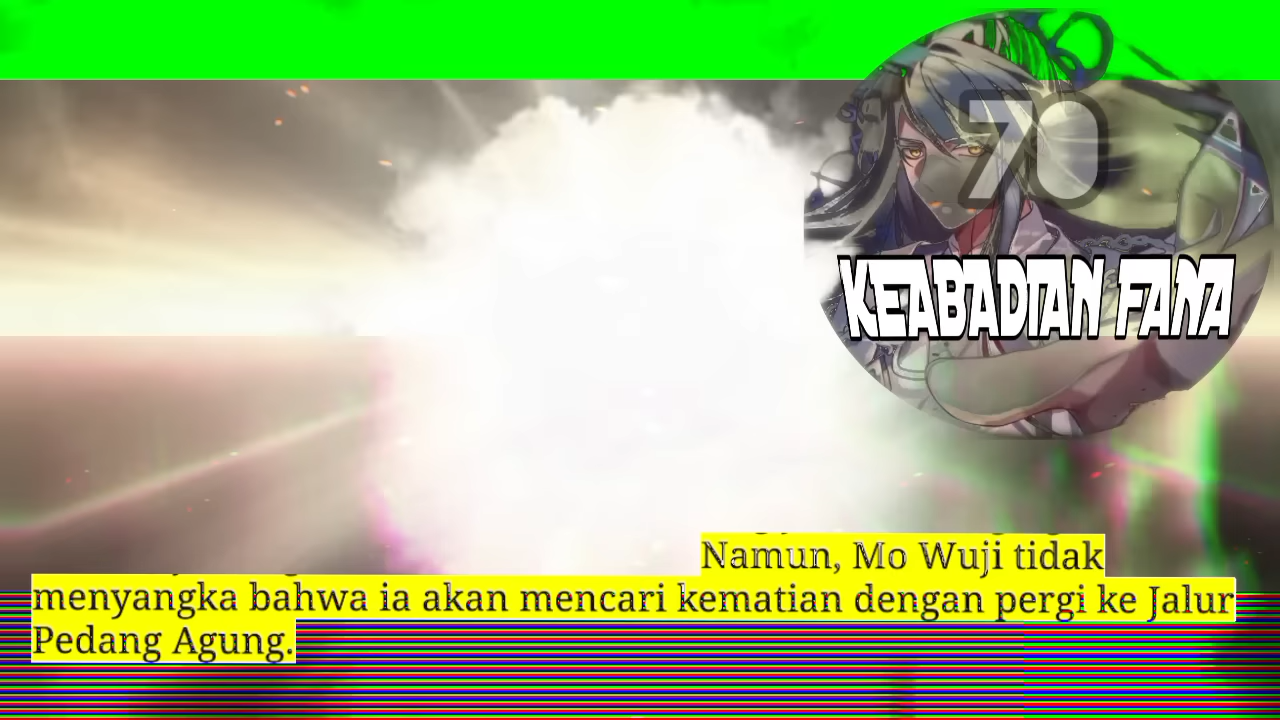 70
KEABADIAN FANA
Namun, Mo Wuji tidak
menyangka bahwa ia akan mencari kematian dengan pergi ke Jalur
Pedang Agung.